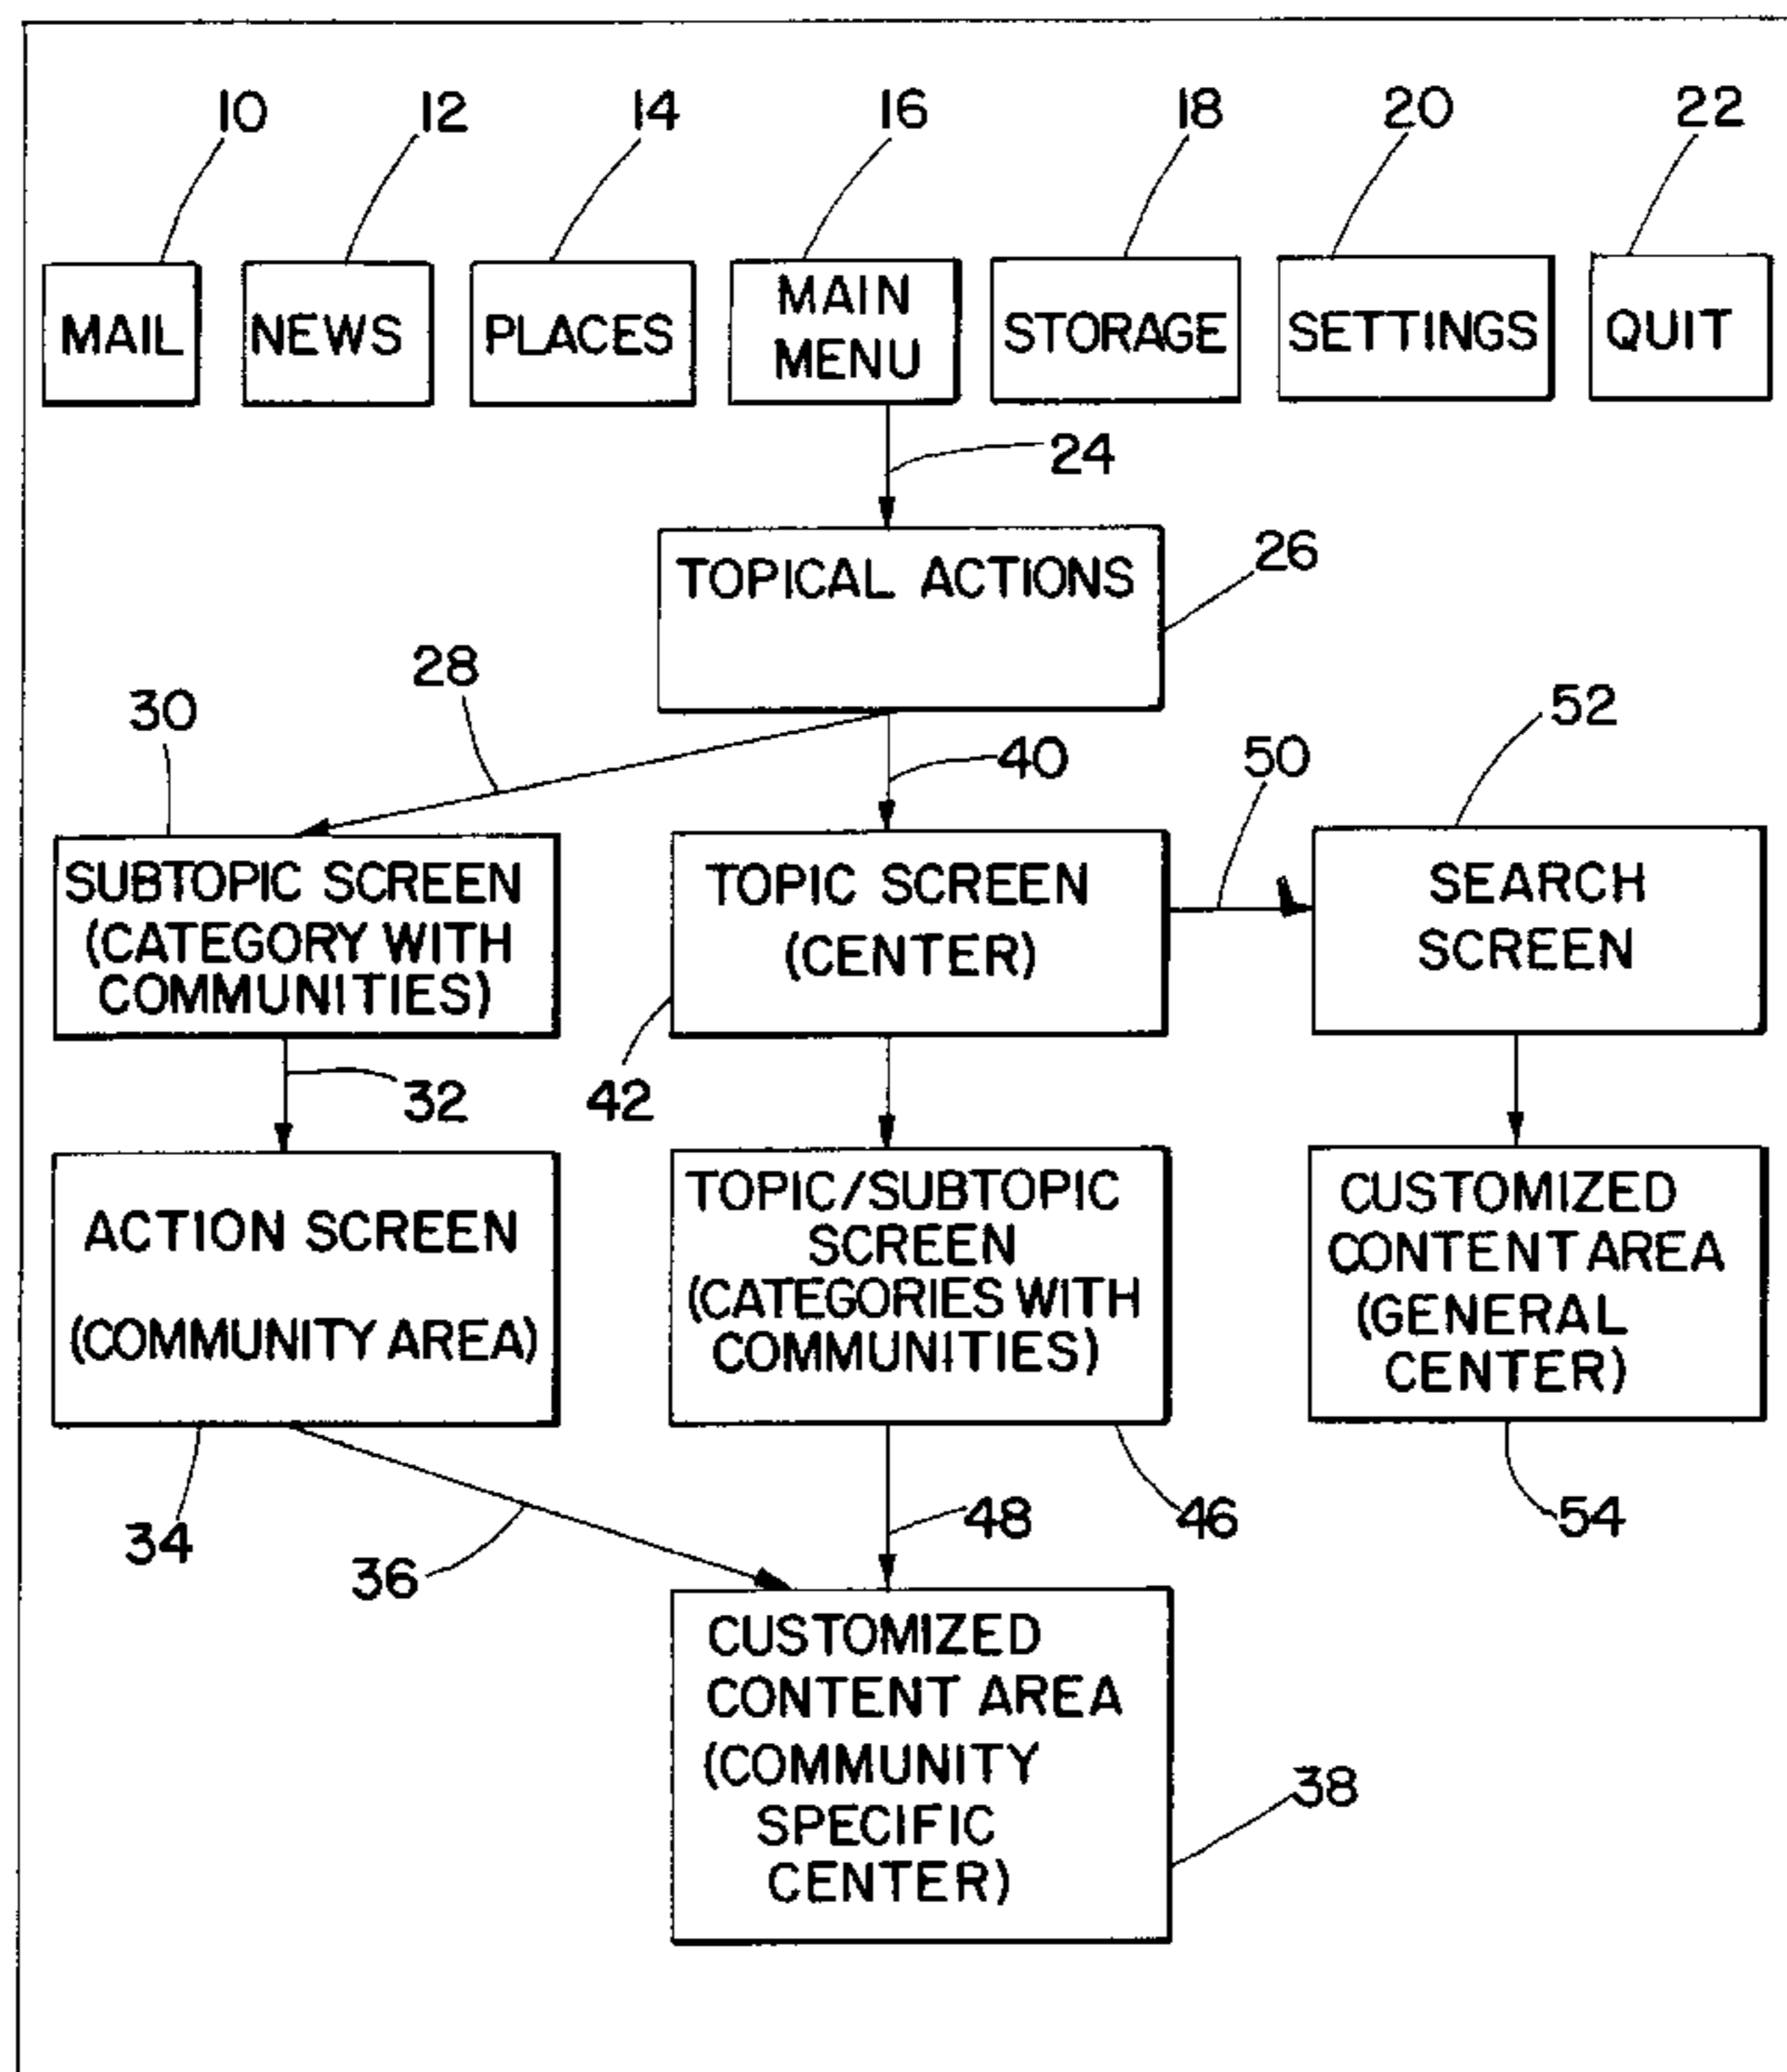 10 12 14 16 18 20 22
MAIL NEWS PLACES MAIN MENU STORAGE SETTINGS QUIT
24
TOPICAL ACTIONS
26
28
30
40
50
52
SUBTOPIC SCREEN
(CATEGORY WITH
COMMUNITIES)
TOPIC SCREEN
(CENTER)
SEARCH
SCREEN
32
42
ACTION SCREEN
(COMMUNITY AREA)
TOPIC/SUBTOPIC
SCREEN
(CATEGORIES WITH
COMMUNITIES)
CUSTOMIZED
CONTENT AREA
(GENERAL
CENTER)
34
36
48
46
54
CUSTOMIZED
CONTENT AREA
(COMMUNITY
SPECIFIC
CENTER)
38